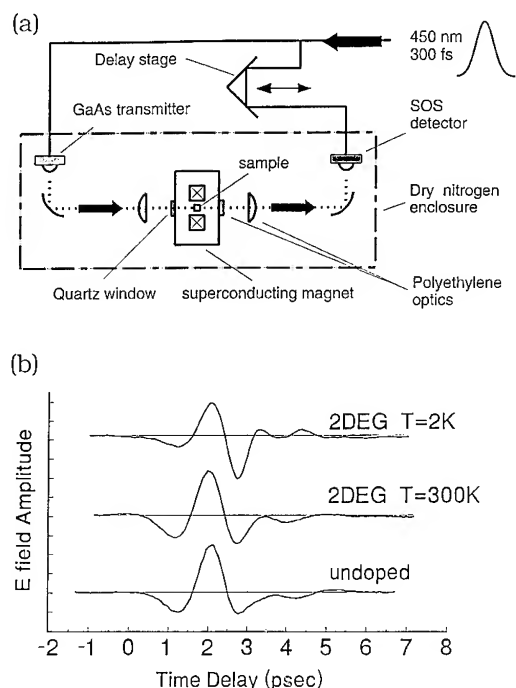 (a)
450 nm
300 fs
Delay stage
GaAs transmitter
SOS
detector
sample
Dry nitrogen
enclosure
Quartz window
superconducting magnet
Polyethylene
optics
(b)
2DEG T=2K
2DEG T=300K
undoped
E field Amplitude
-2 -1 0 1 2 3 4 5 6 7 8
Time Delay (psec)